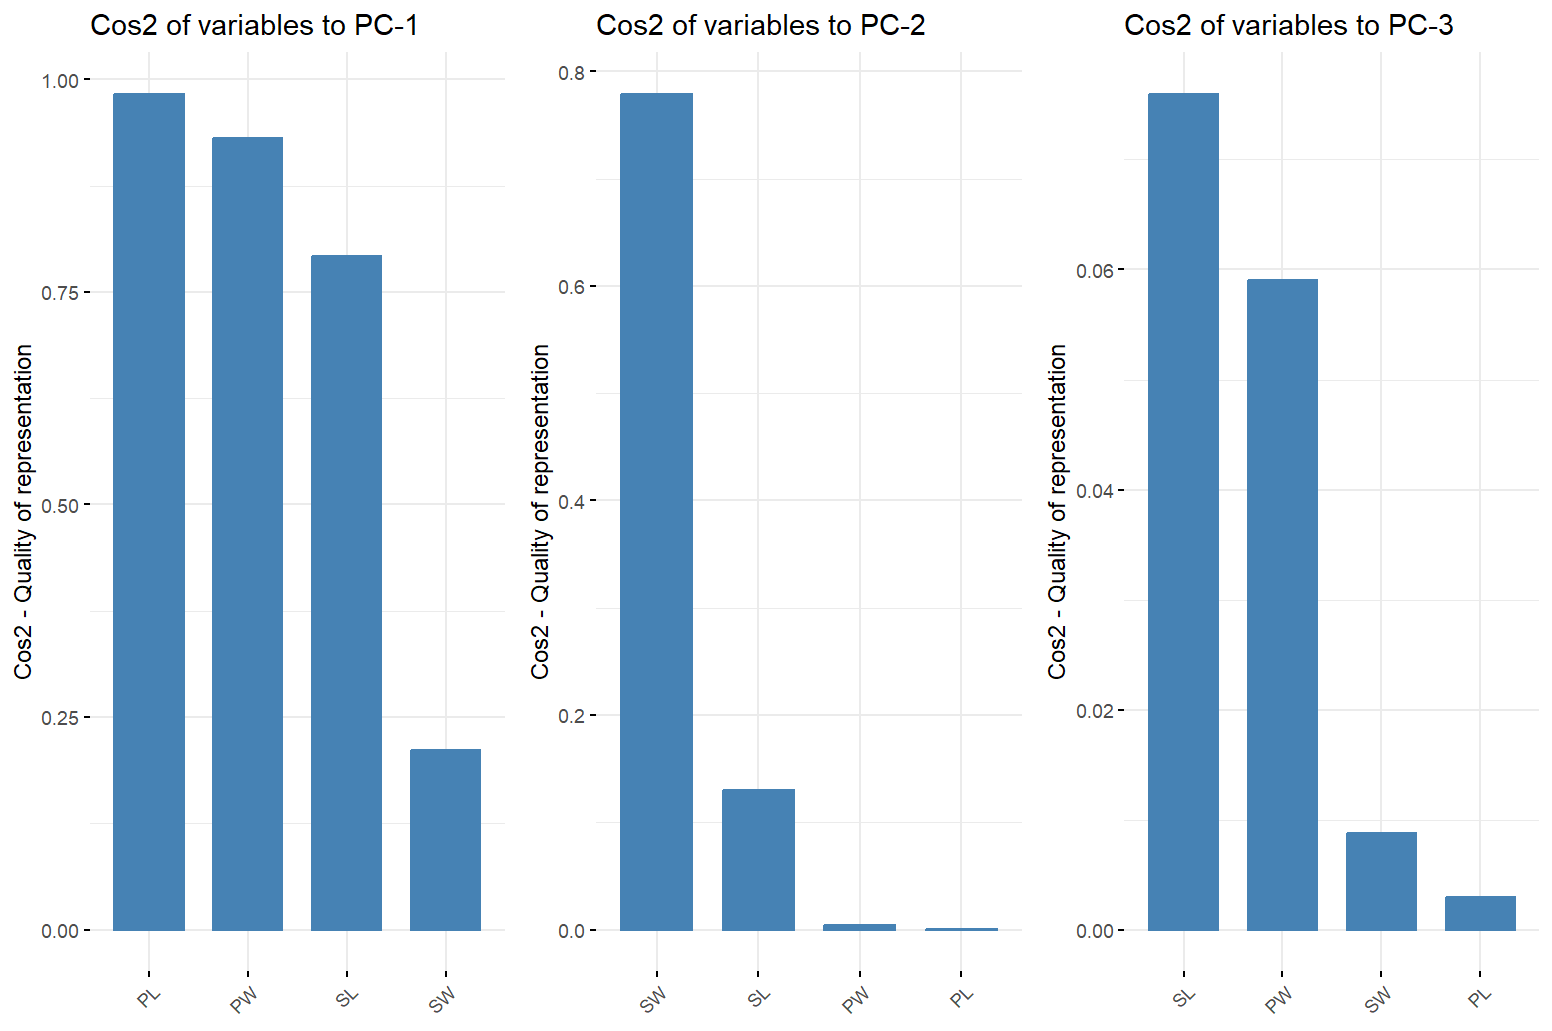 Cos2 of variables to PC-1
Cos2 - Quality of representation
1.00
0.75
0.50
0.25
0.00
PL
PW
SL
SW
Cos2 of variables to PC-2
Cos2 - Quality of representation
0.8
0.6
0.4
0.2
0.0
SW
SL
PW
PL
Cos2 of variables to PC-3
Cos2 - Quality of representation
0.06
0.04
0.02
0.00
SL
PW
SW
PL